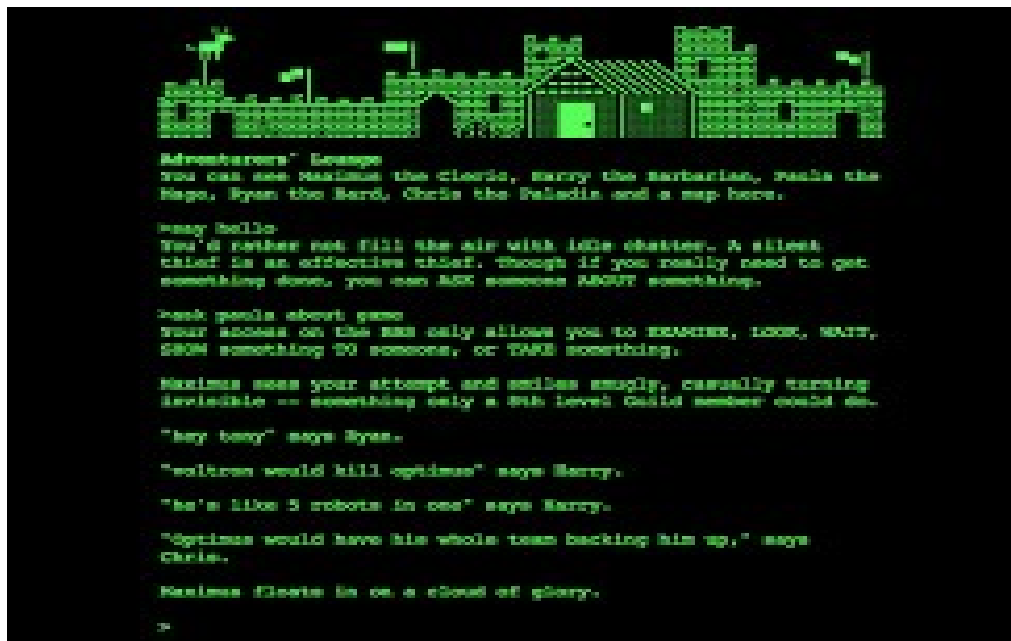 Adventurers' Lounge
You can see Maximus the Cleric, Harry the Barbarian, Paula the
Mage, Ryan the Bard, Chris the Paladin and a map here.
>say hello
You'd rather not fill the air with idle chatter. A silent
thief is an effective thief. Though if you really need to get
something done, you can ASK someone ABOUT something.
>ask paula about game
Your access on the BBS only allows you to EXAMINE, LOOK, WAIT,
SHOW something TO someone, or TAKE something.
Maximus sees your attempt and smiles smugly, casually turning
invisible -- something only a 8th level Guild member could do.
"hey tony" says Ryan.
"voltron would kill optimus" says Harry.
"he's like 5 robots in one" says Harry.
"Optimus would have his whole team backing him up," says
Chris.
Maximus floats in on a cloud of glory.
>